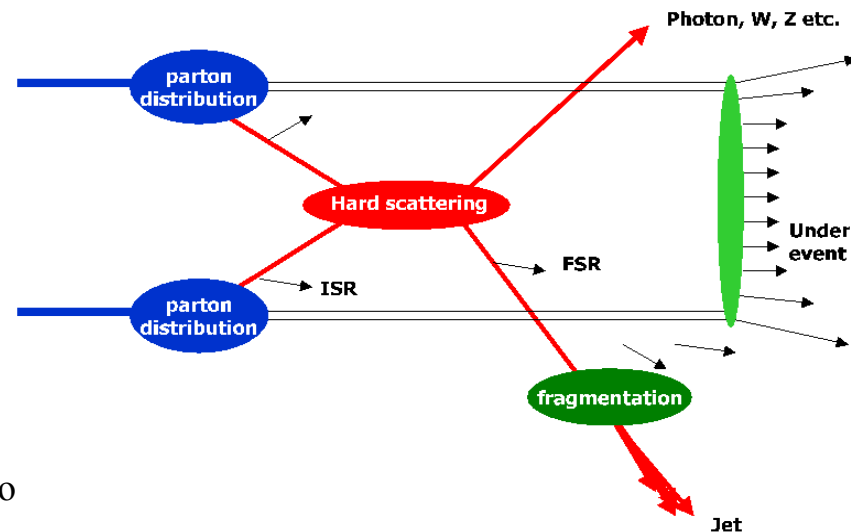 Photon, W, Z etc.
parton
distribution
Hard scattering
Under
event
FSR
ISR
parton
distribution
fragmentation
o
Jet